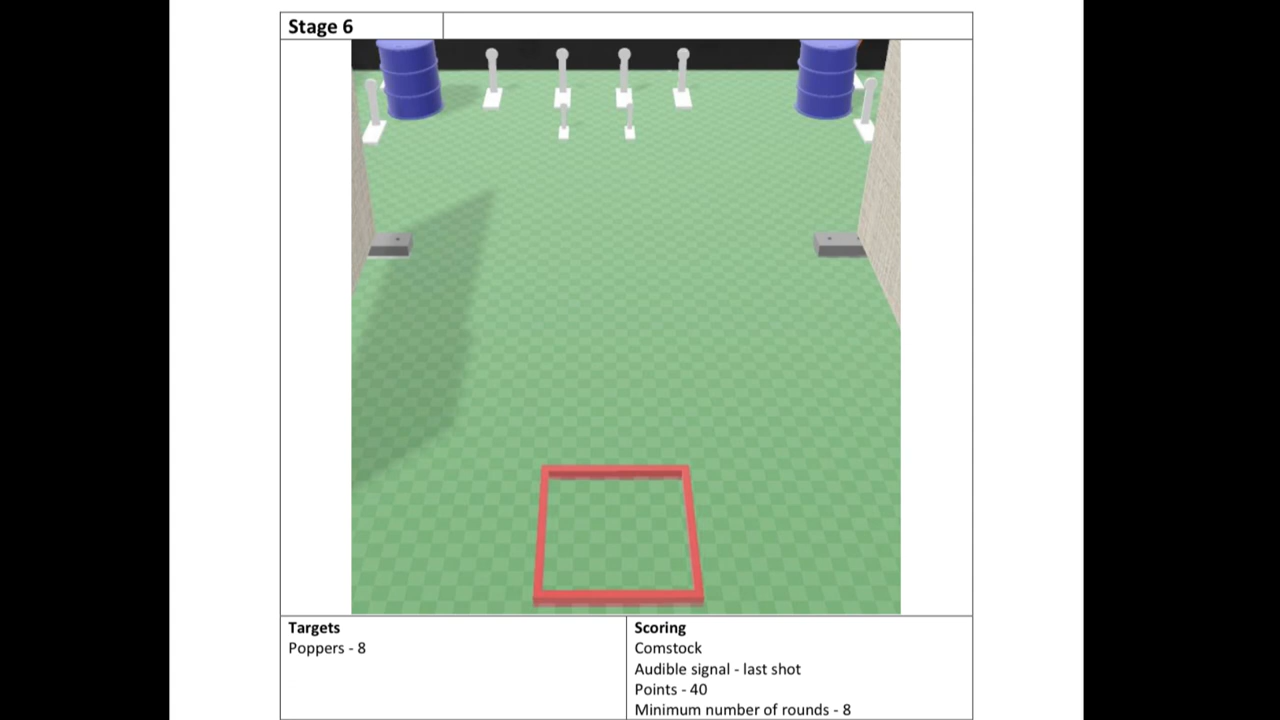 Stage 6
Targets
Poppers - 8
Scoring
Comstock
Audible signal - last shot
Points - 40
Minimum number of rounds - 8